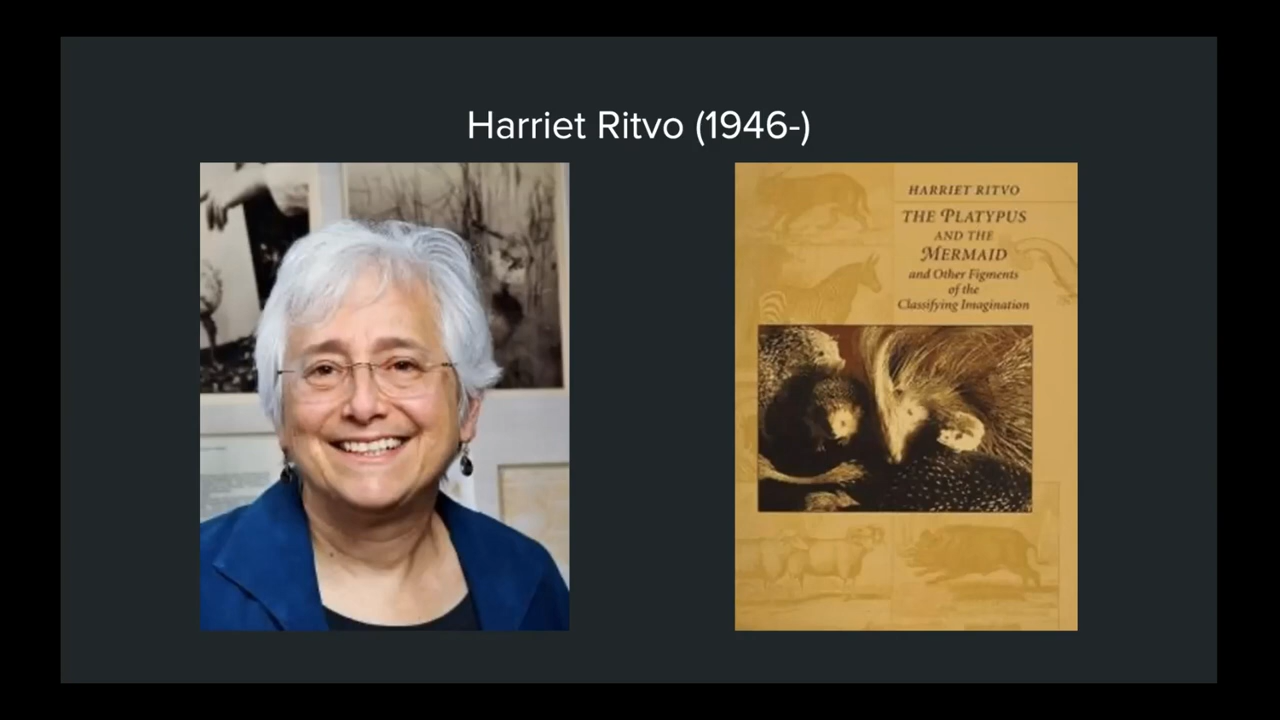 Harriet Ritvo (1946-)
HARRIET RITVO
THE PLATYPUS
AND THE
MERMAID
and Other Figments
of the
Classifying Imagination